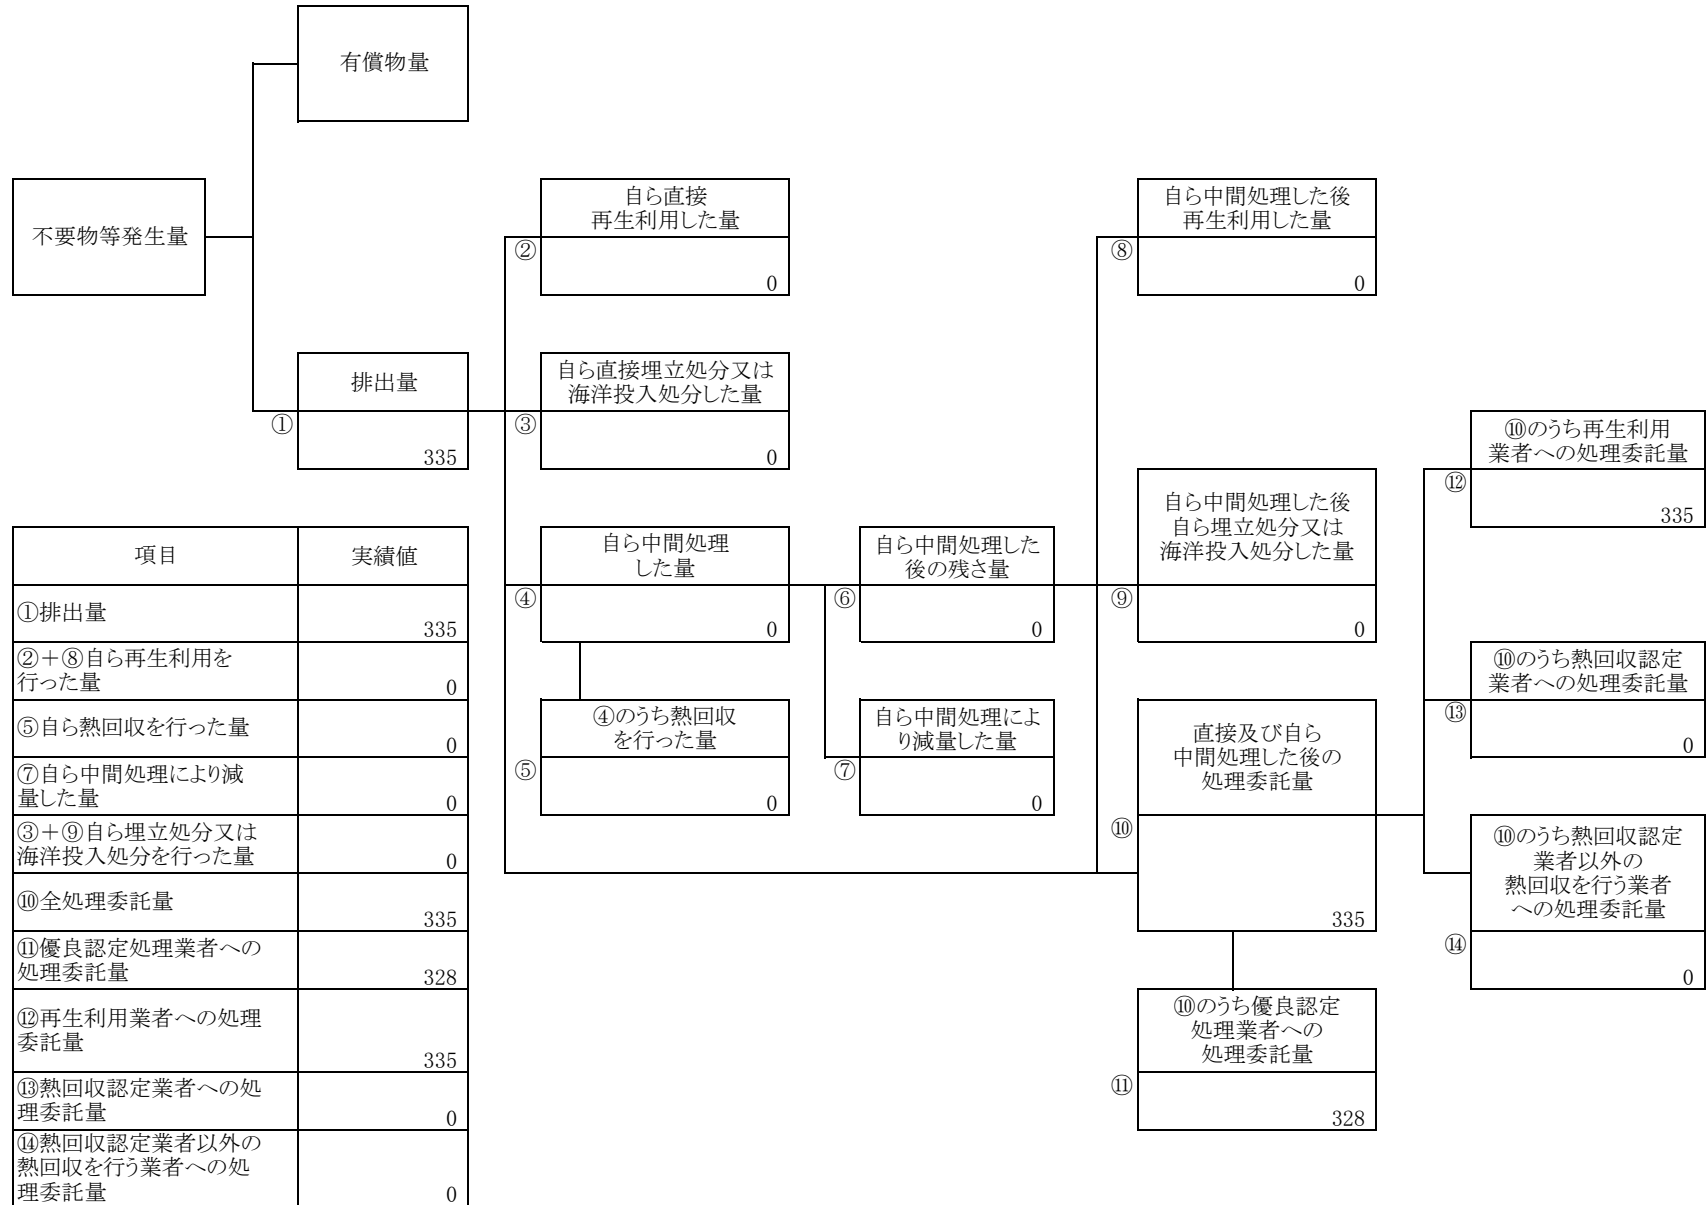 有償物量
不要物等発生量
自ら直接
再生利用した量
②
0
自ら中間処理した後
再生利用した量
⑧
0
排出量
①
335
自ら直接埋立処分又は
海洋投入処分した量
③
0
⑩のうち再生利用
業者への処理委託量
⑫
335
自ら中間処理
した量
④
0
自ら中間処理した
後の残さ量
⑥
0
自ら中間処理した後
自ら埋立処分又は
海洋投入処分した量
⑨
0
⑩のうち熱回収認定
業者への処理委託量
⑬
0
④のうち熱回収
を行った量
⑤
0
自ら中間処理によ
り減量した量
⑦
0
直接及び自ら
中間処理した後の
処理委託量
⑩
335
⑩のうち熱回収認定
業者以外の
熱回収を行う業者
への処理委託量
⑭
0
⑩のうち優良認定
処理業者への
処理委託量
⑪
328
項目 実績値
①排出量
335
②＋⑧自ら再生利用を
行った量 0
⑤自ら熱回収を行った量
0
⑦自ら中間処理により減
量した量 0
③＋⑨自ら埋立処分又は
海洋投入処分を行った量 0
⑩全処理委託量
335
⑪優良認定処理業者への
処理委託量 328
⑫再生利用業者への処理
委託量
335
⑬熱回収認定業者への処
理委託量 0
⑭熱回収認定業者以外の
熱回収を行う業者への処
理委託量 0